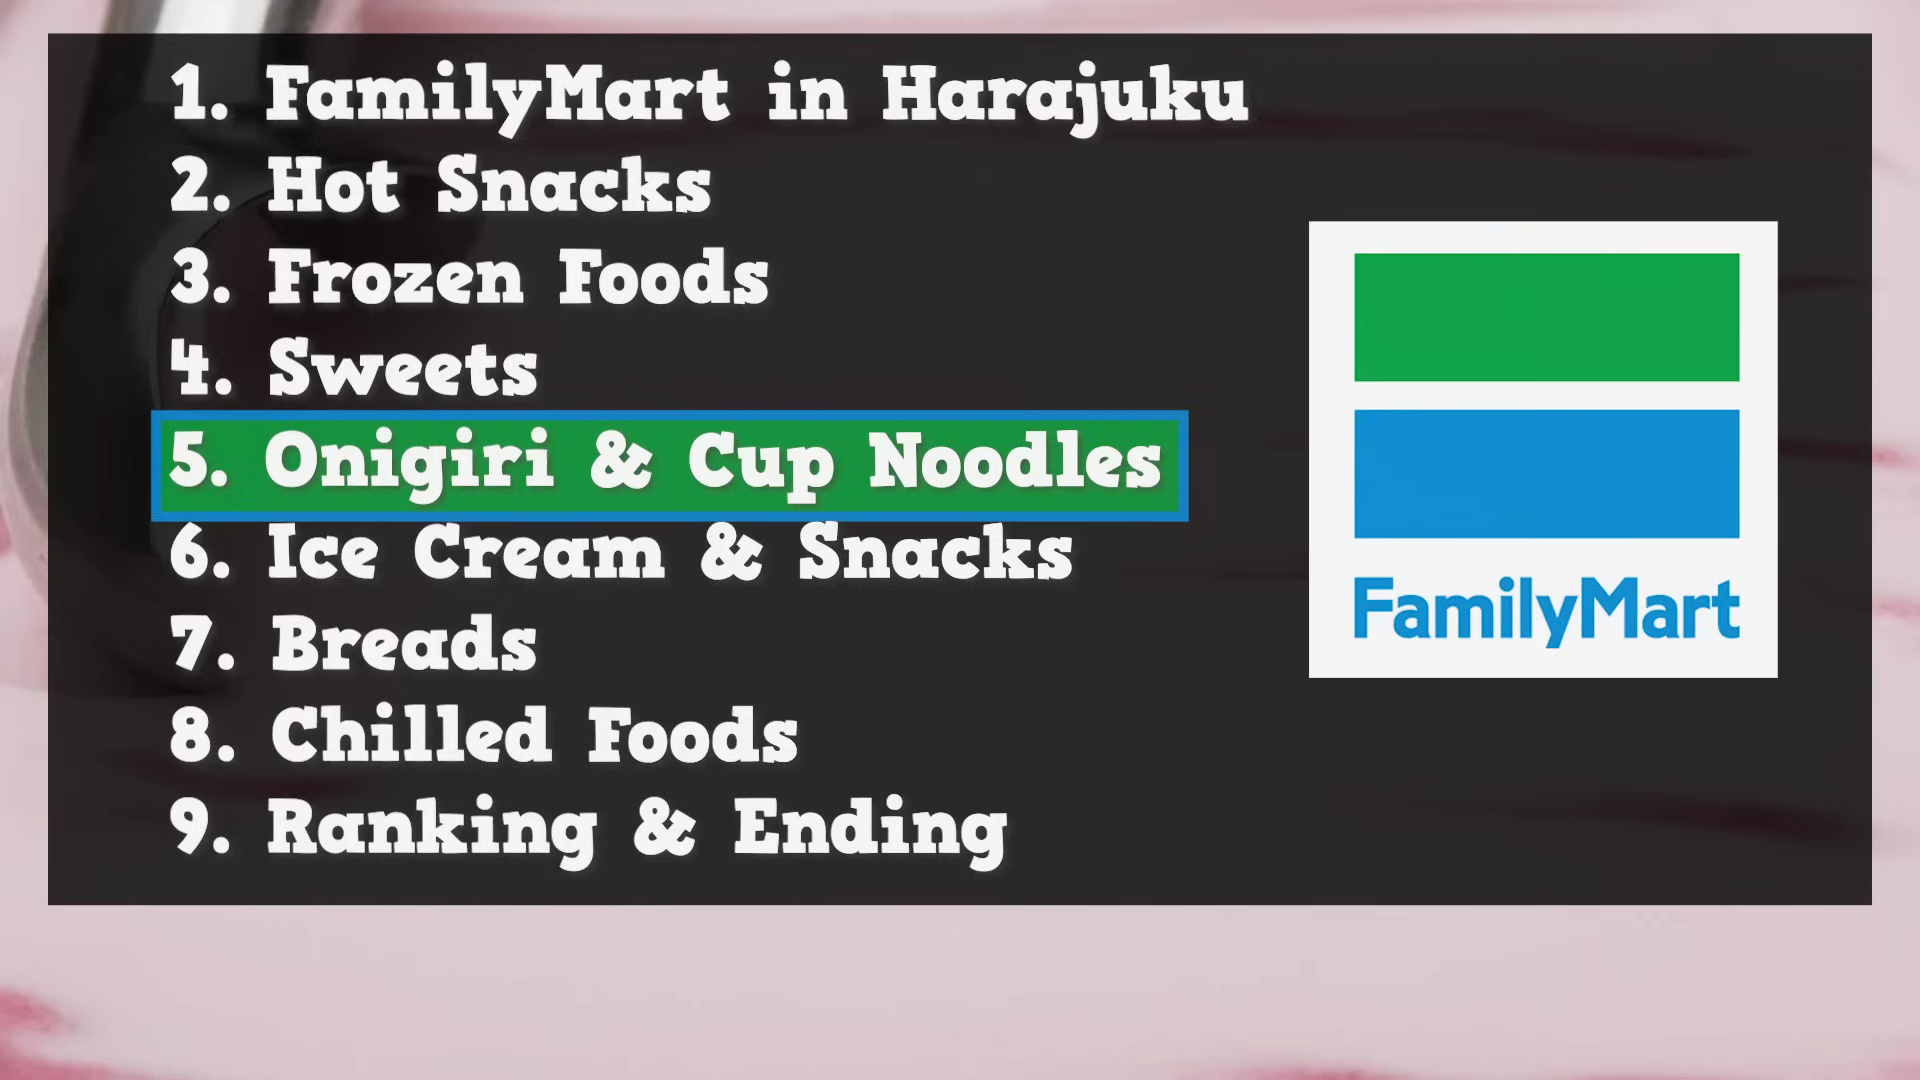 1. FamilyMart in Harajuku
2. Hot Snacks
3. Frozen Foods
4. Sweets
5. Onigiri & Cup Noodles
6. Ice Cream & Snacks
7. Breads
8. Chilled Foods
9. Ranking & Ending
FamilyMart